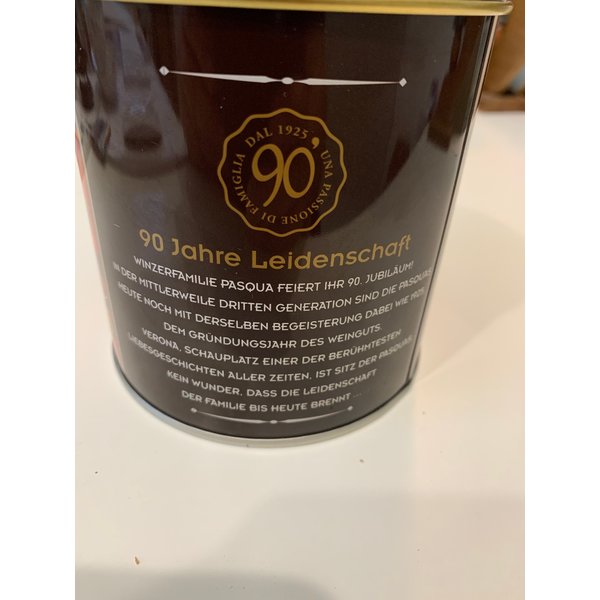 DAL 1925, UNA PASSIONE DI FAMIGLIA
90'
90 Jahre Leidenschaft
WINZERFAMILIE PASQUA FEIERT IHR 90. JUBILÄUM!
IN DER MITTLERWEILE DRITTEN GENERATION SIND DIE PASQUAS
HEUTE NOCH MIT DERSELBEN BEGEISTERUNG DABEI WIE 1925,
DEM GRÜNDUNGSJAHR DES WEINGUTS.
VERONA, SCHAUPLATZ EINER DER BERÜHMTESTEN
LIEBESGESCHICHTEN ALLER ZEITEN, IST SITZ DER PASQUAS.
KEIN WUNDER, DASS DIE LEIDENSCHAFT
DER FAMILIE BIS HEUTE BRENNT ...